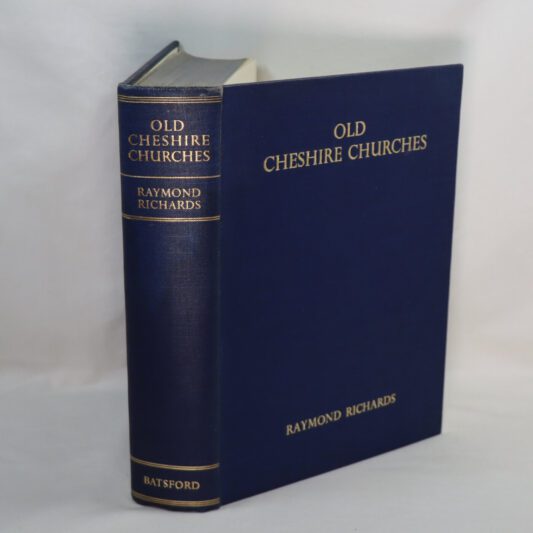 OLD
CHESHIRE
CHURCHES
RAYMOND
RICHARDS
BATSFORD
OLD
CHESHIRE CHURCHES
RAYMOND RICHARDS